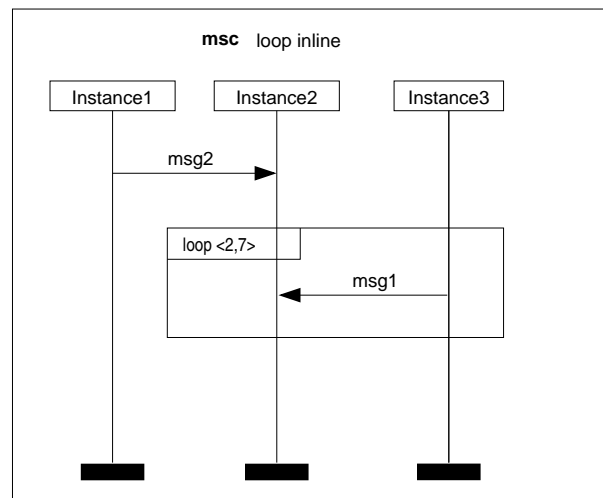 msc loop inline
Instance1 Instance2 Instance3
msg2
loop <2,7>
msg1